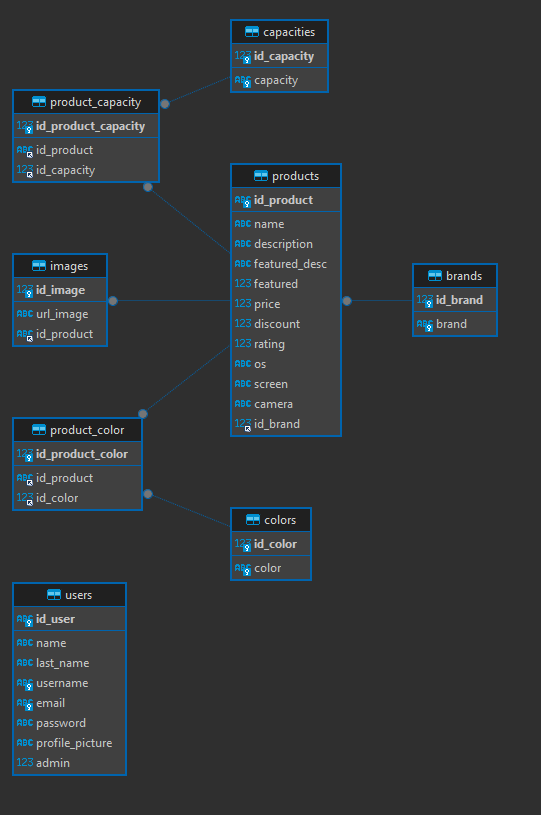 capacities
123 id_capacity
ABC capacity
product_capacity
123 id_product_capacity
ABC id_product
123 id_capacity
products
ABC id_product
ABC name
ABC description
ABC featured_desc
123 featured
123 price
123 discount
123 rating
ABC os
ABC screen
ABC camera
123 id_brand
images
123 id_image
ABC url_image
ABC id_product
brands
123 id_brand
ABC brand
product_color
123 id_product_color
ABC id_product
123 id_color
colors
123 id_color
ABC color
users
ABC id_user
ABC name
ABC last_name
ABC username
ABC email
ABC password
ABC profile_picture
123 admin